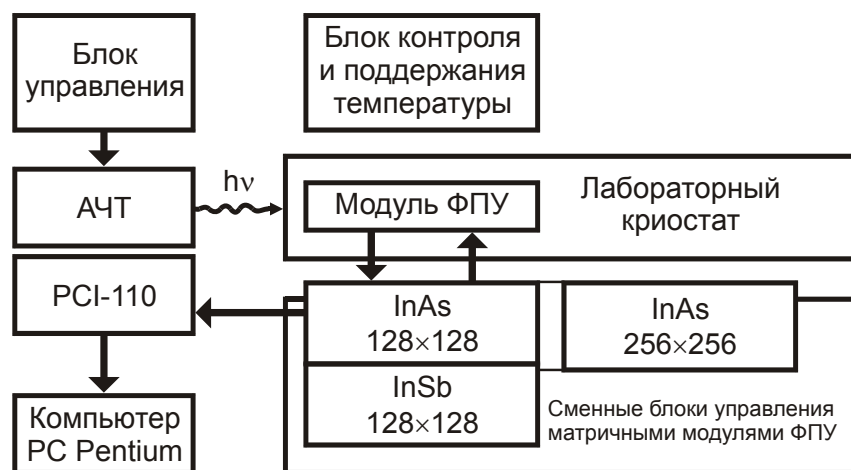 Блок
управления
Блок контроля
и поддержания
температуры
АЧТ
hν
Модуль ФПУ
Лабораторный
криостат
PCI-110
InAs
128×128
InAs
256×256
InSb
128×128
Сменные блоки управления
матричными модулями ФПУ
Компьютер
PC Pentium